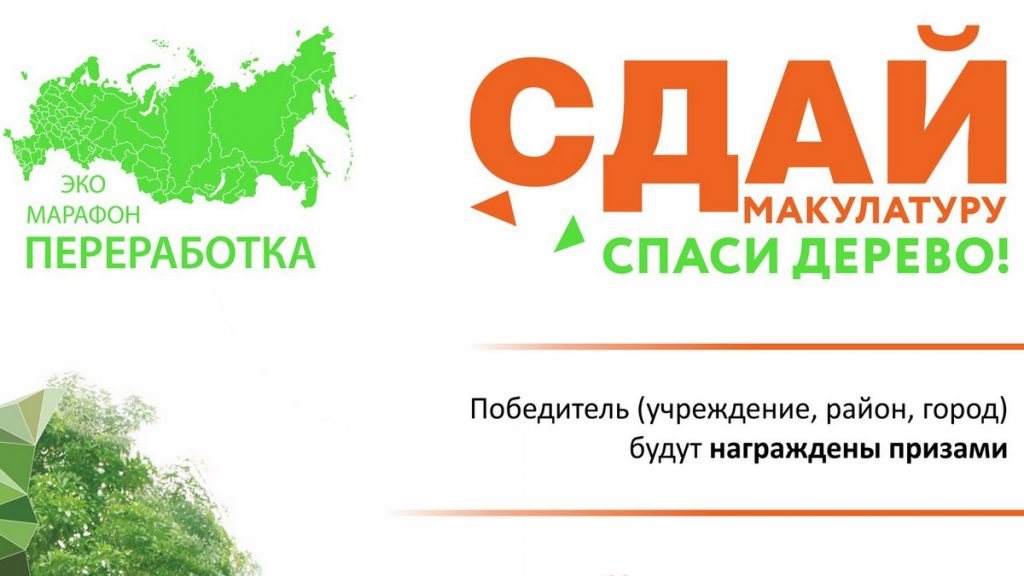 ЭКО
МАРАФОН
ПЕРЕРАБОТКА
СДАЙ
МАКУЛАТУРУ
СПАСИ ДЕРЕВО!
Победитель (учреждение, район, город)
будут награждены призами